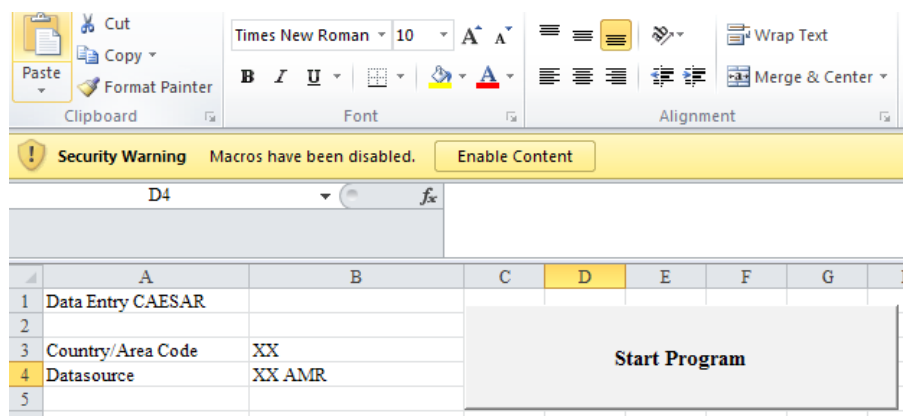 Cut
Times New Roman 10 A A Wrap Text
Copy
Paste
Format Painter
B I U A Merge & Center
Clipboard Font Alignment
! Security Warning Macros have been disabled. Enable Content
D4 fx
A B C D E F G
1 Data Entry CAESAR
2
3 Country/Area Code XX
Start Program
4 Datasource XX AMR
5